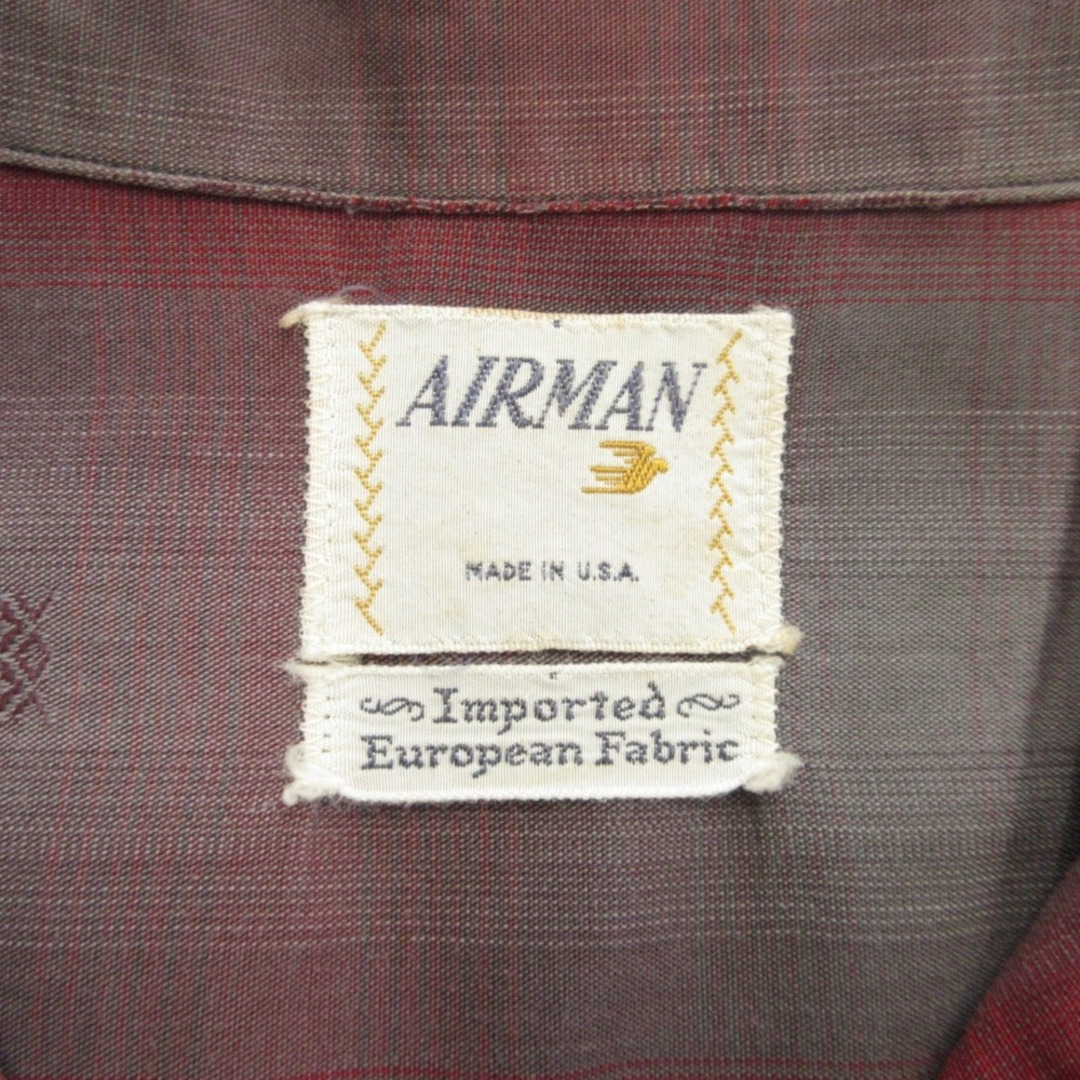 AIRMAN
MADE IN U.S.A.
Imported
European Fabric